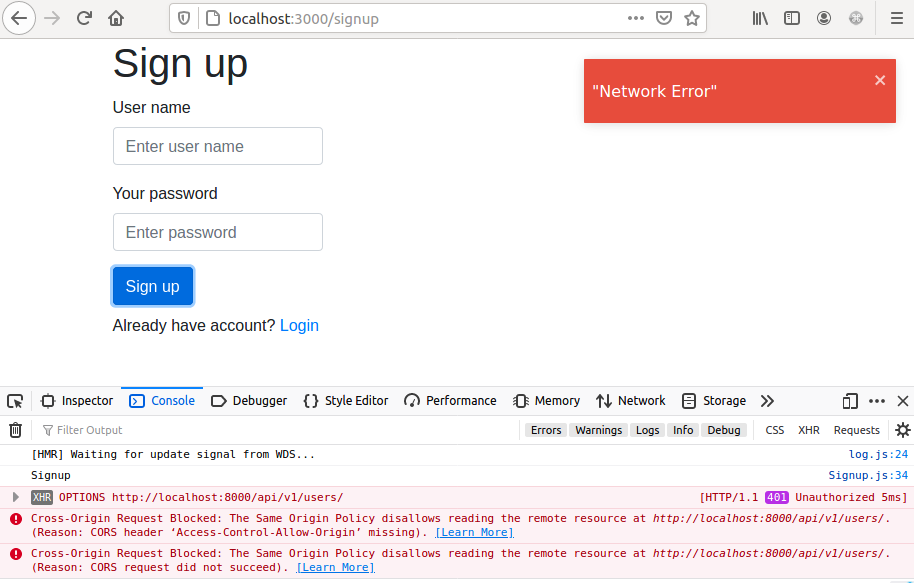 localhost:3000/signup
Sign up
"Network Error" ×
User name
Enter user name
Your password
Enter password
Sign up
Already have account? Login
Inspector Console Debugger Style Editor Performance Memory Network Storage
Filter Output Errors Warnings Logs Info Debug CSS XHR Requests
[HMR] Waiting for update signal from WDS... log.js:24
Signup Signup.js:34
XHR OPTIONS http://localhost:8000/api/v1/users/ [HTTP/1.1 401 Unauthorized 5ms]
Cross-Origin Request Blocked: The Same Origin Policy disallows reading the remote resource at http://localhost:8000/api/v1/users/.
(Reason: CORS header ‘Access-Control-Allow-Origin’ missing). [Learn More]
Cross-Origin Request Blocked: The Same Origin Policy disallows reading the remote resource at http://localhost:8000/api/v1/users/.
(Reason: CORS request did not succeed). [Learn More]